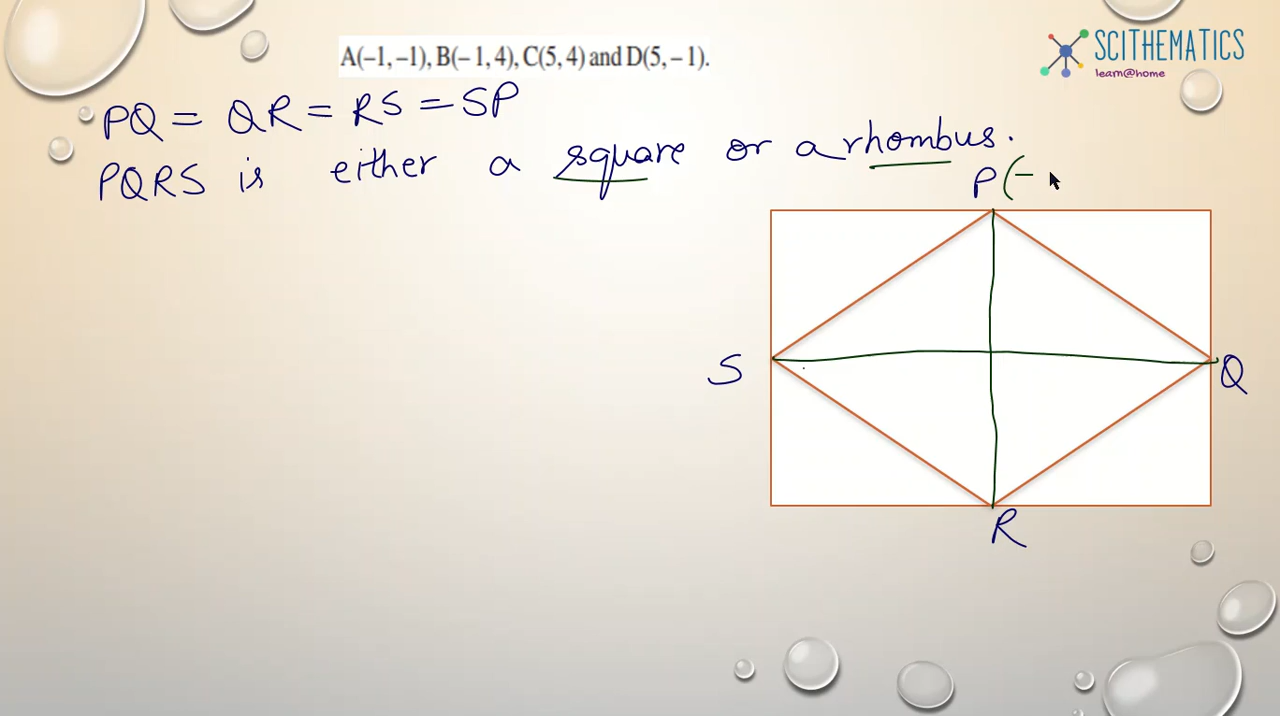 A(–1, –1), B(– 1, 4), C(5, 4) and D(5, – 1).
SCITHEMATICS
learn@home
PQ = QR = RS = SP
PQRS is either a square or a rhombus.
P (–
S
Q
R